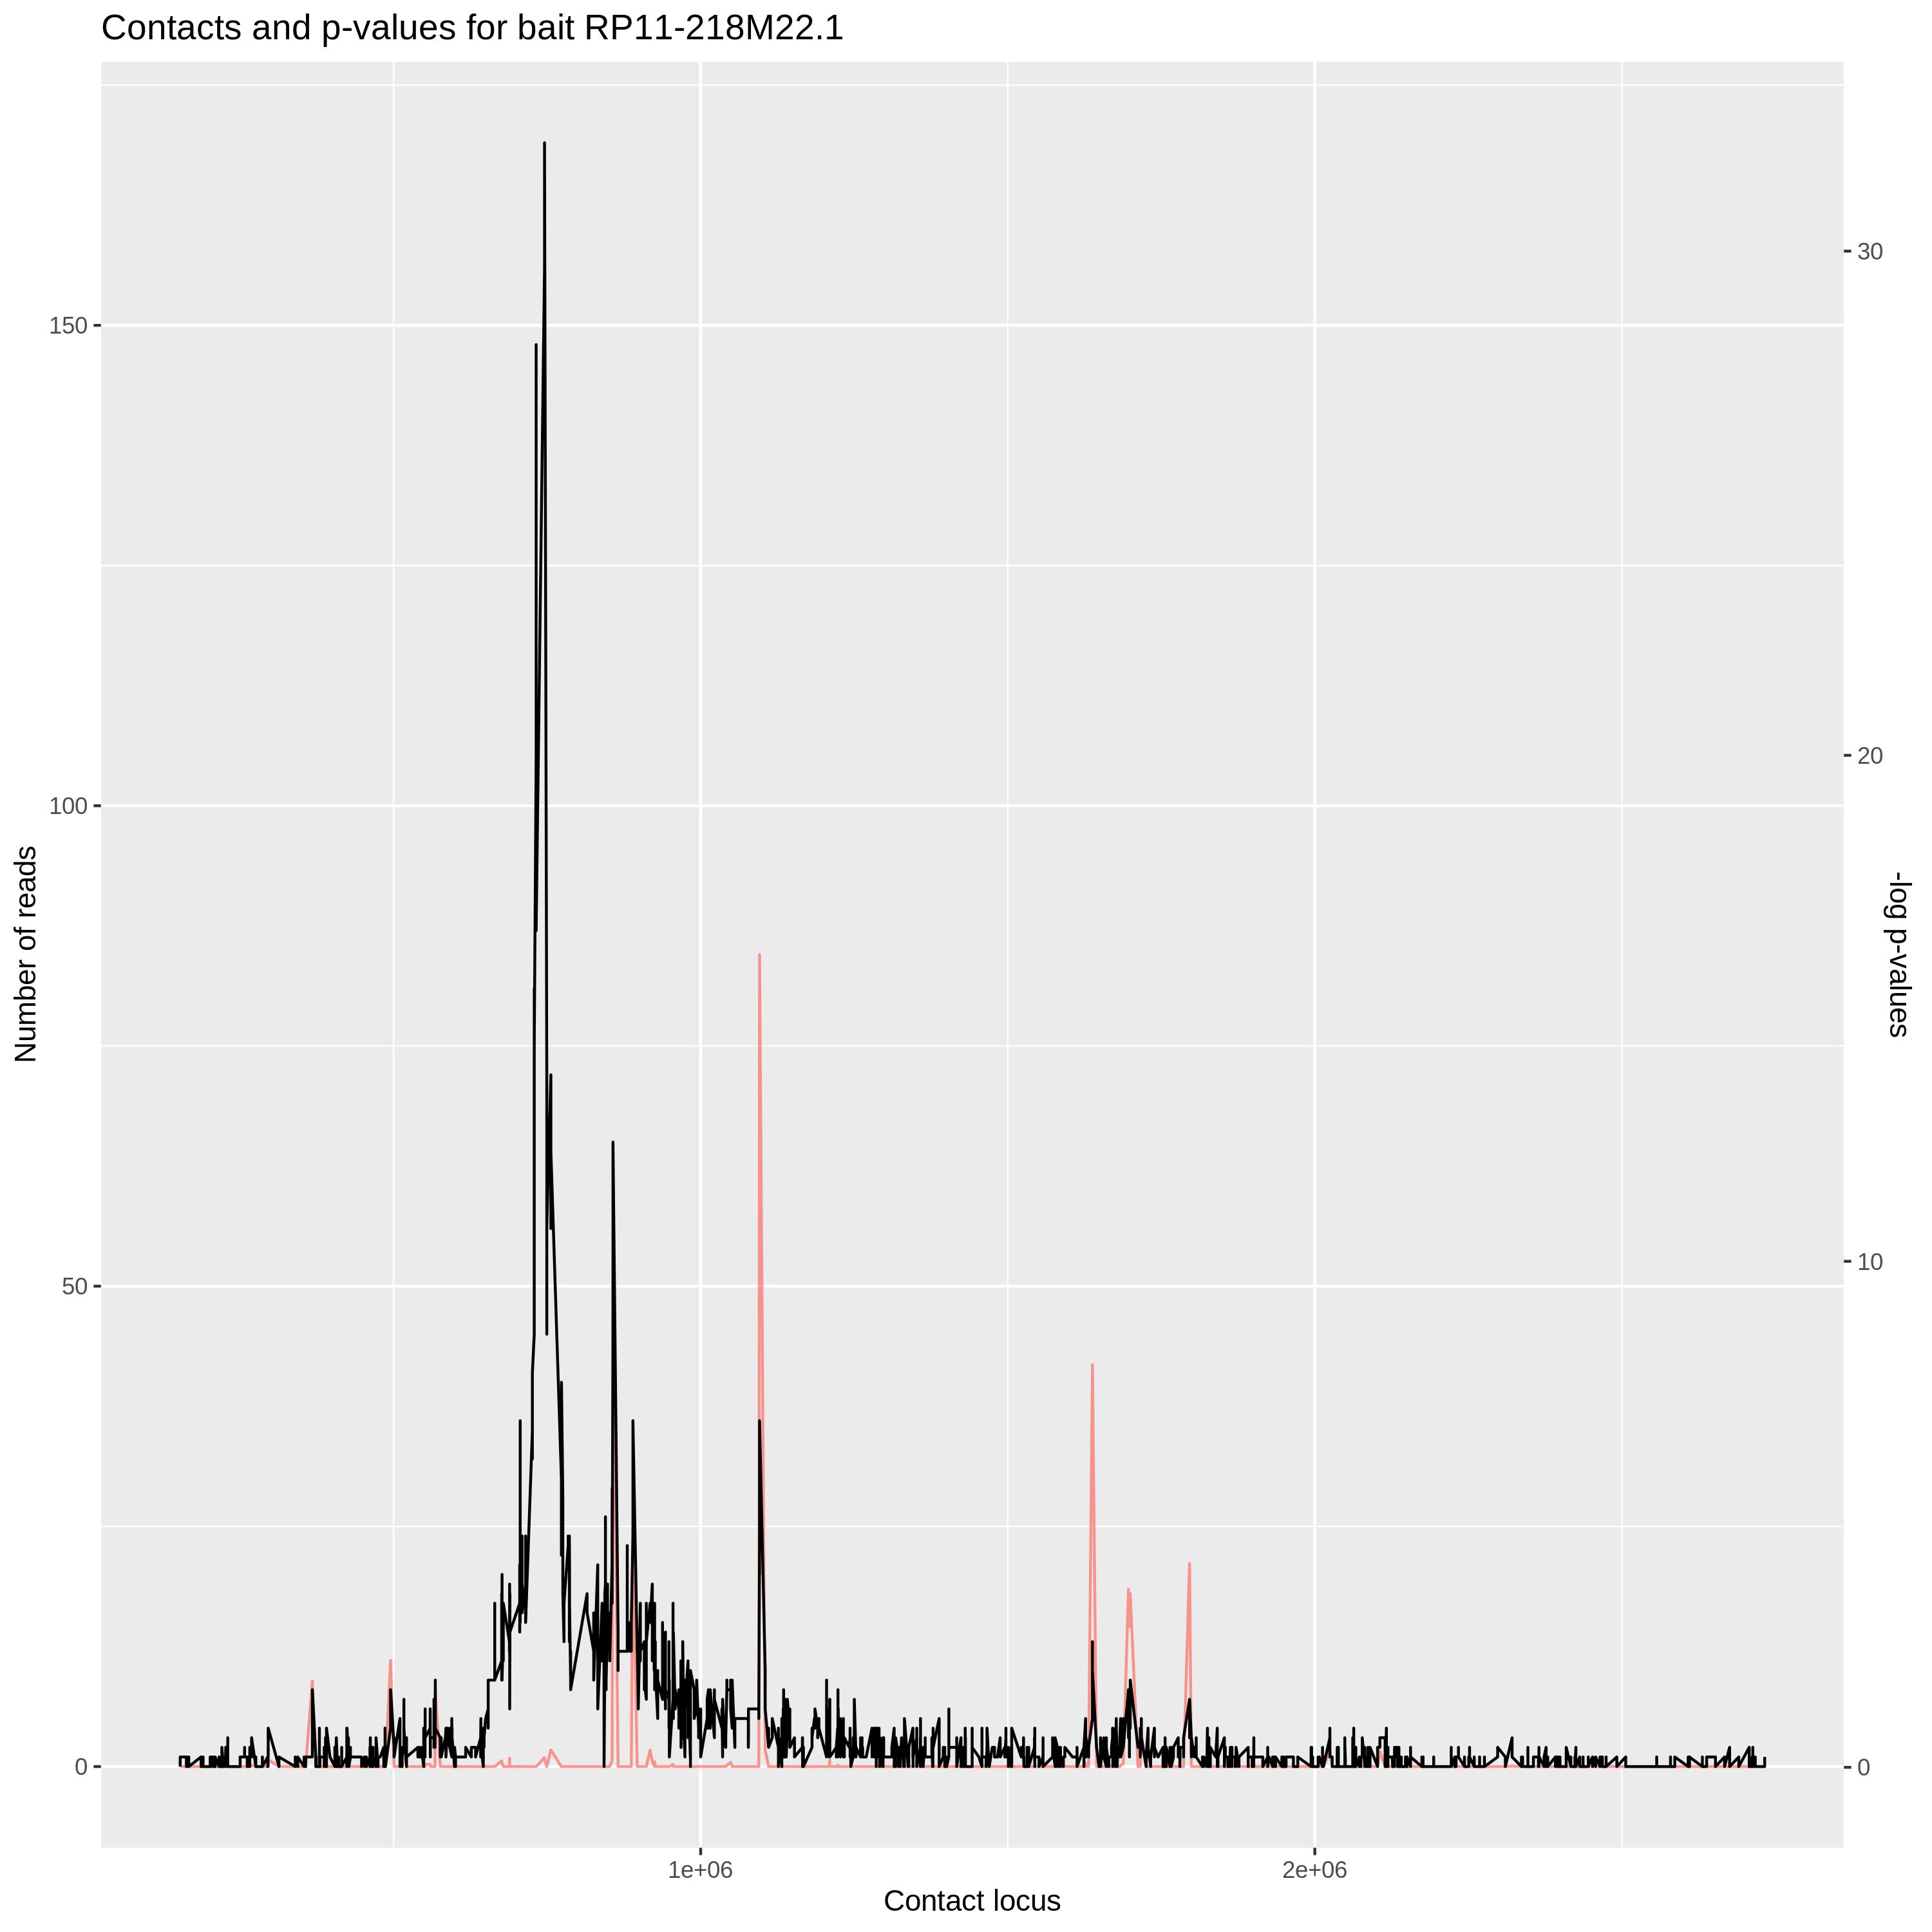 Contacts and p-values for bait RP11-218M22.1
Number of reads
150
100
50
0
30
20
10
0
-log p-values
1e+06
2e+06
Contact locus